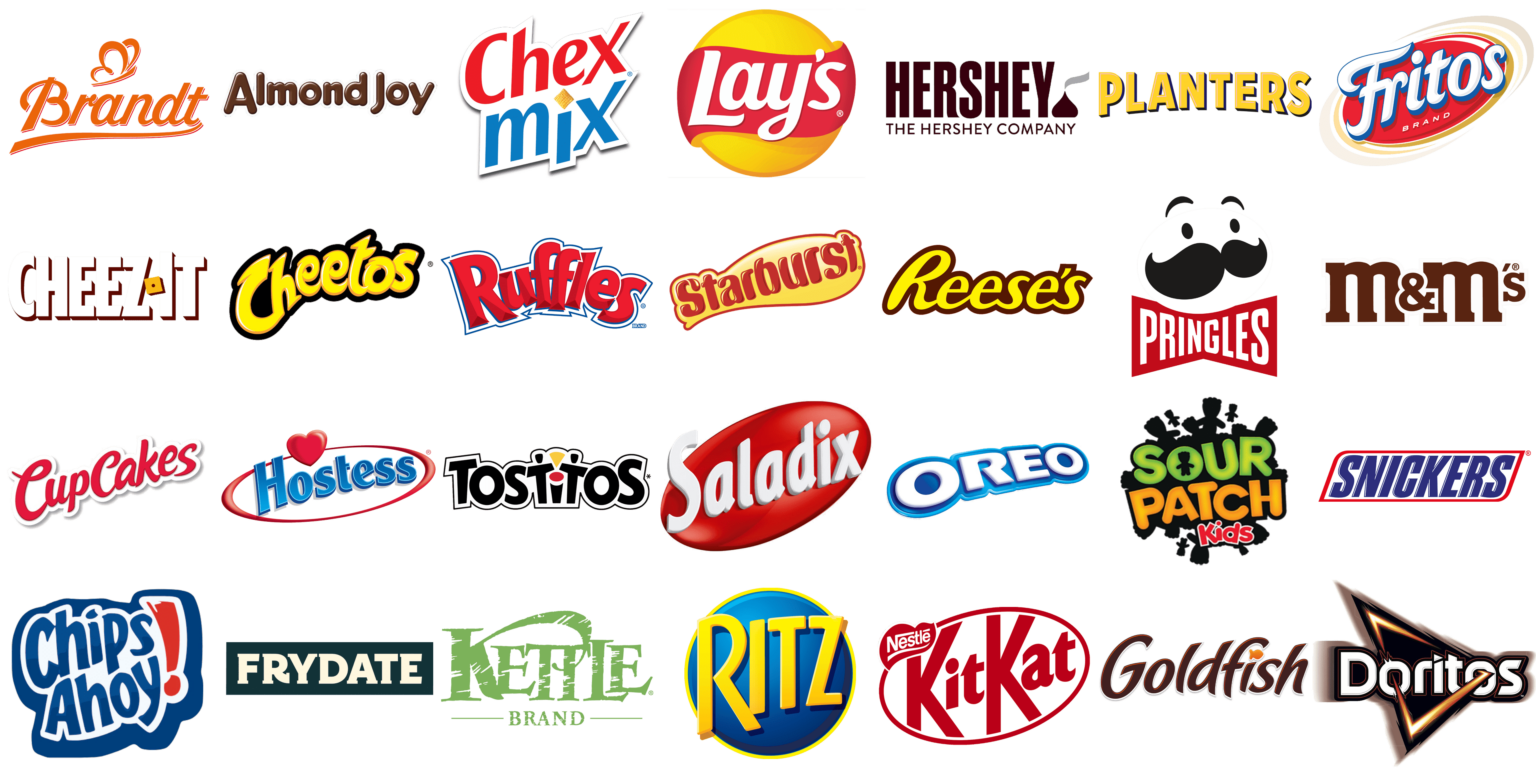 Brandt
Almond Joy
Chex
mix
Lay's
®
HERSHEY
THE HERSHEY COMPANY
PLANTERS
Fritos
BRAND
CHEEZ-IT
Cheetos
®
Ruffles
®
BRAND
Starburst
Reese's
PRINGLES
m&m's
®
CupCakes
Hostess
®
TOSTITOS
Saladix
OREO
SOUR
PATCH
Kids
SNICKERS
®
Chips
Ahoy!
FRYDATE
KETTLE
®
BRAND
RITZ
Nestlé
KitKat
Goldfish
Doritos